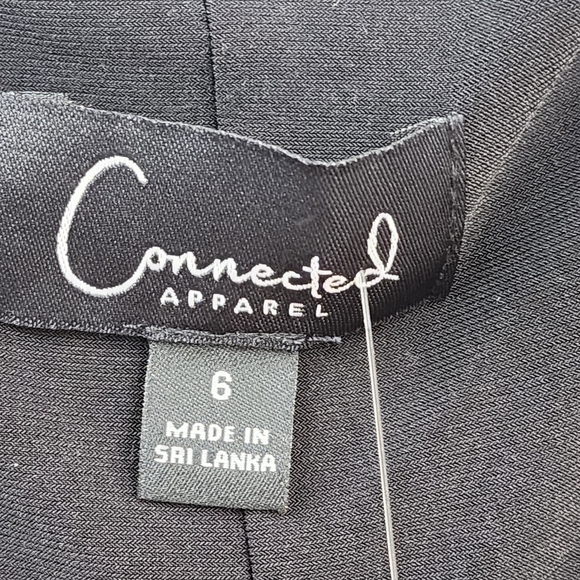 Connected
APPAREL
6
MADE IN
SRI LANKA